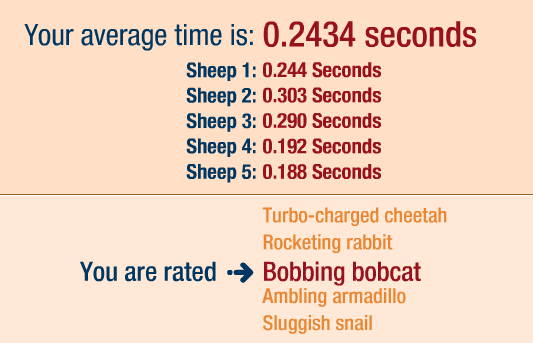 Your average time is: 0.2434 seconds
Sheep 1: 0.244 Seconds
Sheep 2: 0.303 Seconds
Sheep 3: 0.290 Seconds
Sheep 4: 0.192 Seconds
Sheep 5: 0.188 Seconds
Turbo-charged cheetah
Rocketing rabbit
You are rated Bobbing bobcat
Ambling armadillo
Sluggish snail